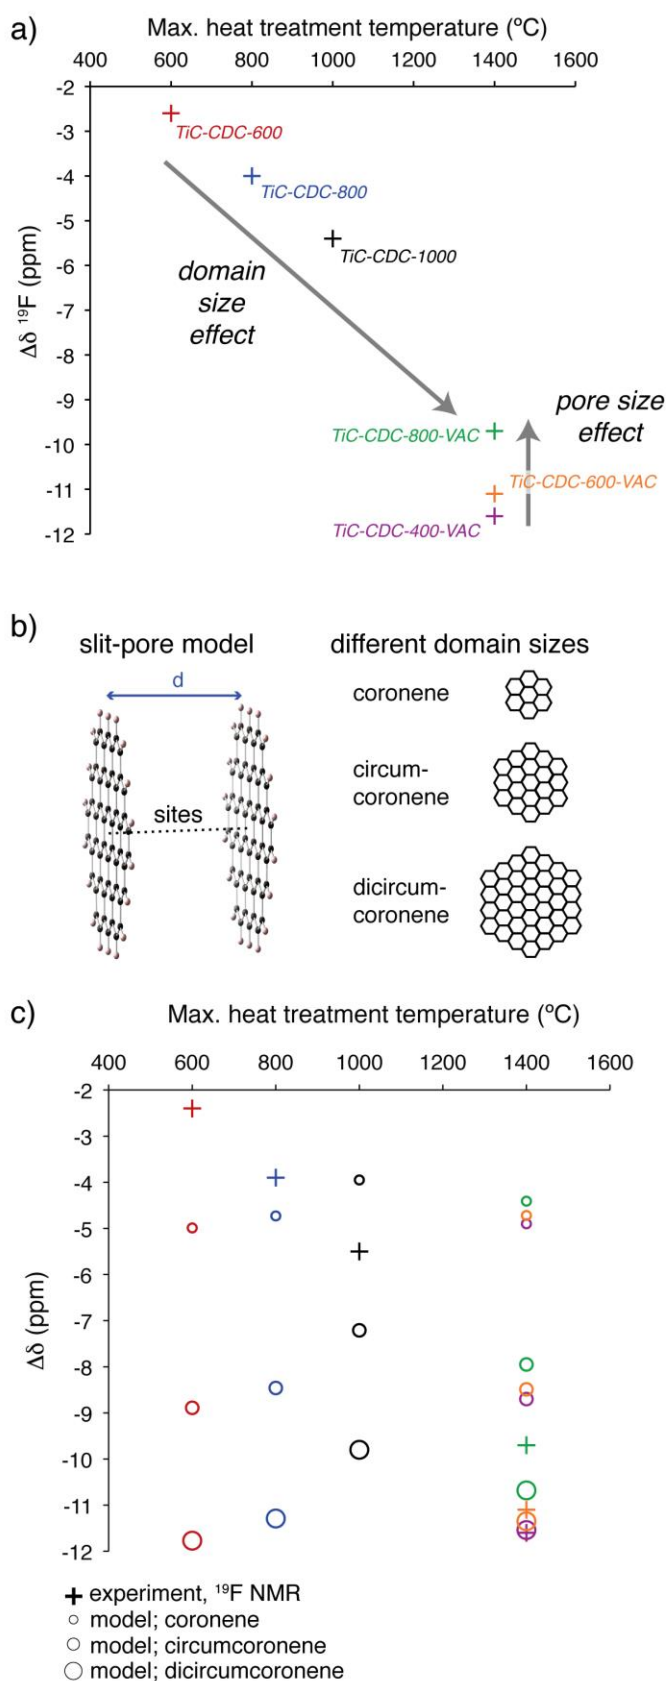 a)
Max. heat treatment temperature (ºC)
400 600 800 1000 1200 1400 1600
-2
-3
-4
-5
-6
-7
-8
-9
-10
-11
-12
Δδ ¹⁹F (ppm)
TiC-CDC-600
TiC-CDC-800
TiC-CDC-1000
domain
size
effect
pore size
effect
TiC-CDC-800-VAC
TiC-CDC-600-VAC
TiC-CDC-400-VAC
b)
slit-pore model
d
sites
different domain sizes
coronene
circum-
coronene
dicircum-
coronene
c)
Max. heat treatment temperature (ºC)
400 600 800 1000 1200 1400 1600
-2
-3
-4
-5
-6
-7
-8
-9
-10
-11
-12
Δδ (ppm)
experiment, ¹⁹F NMR
model; coronene
model; circumcoronene
model; dicircumcoronene